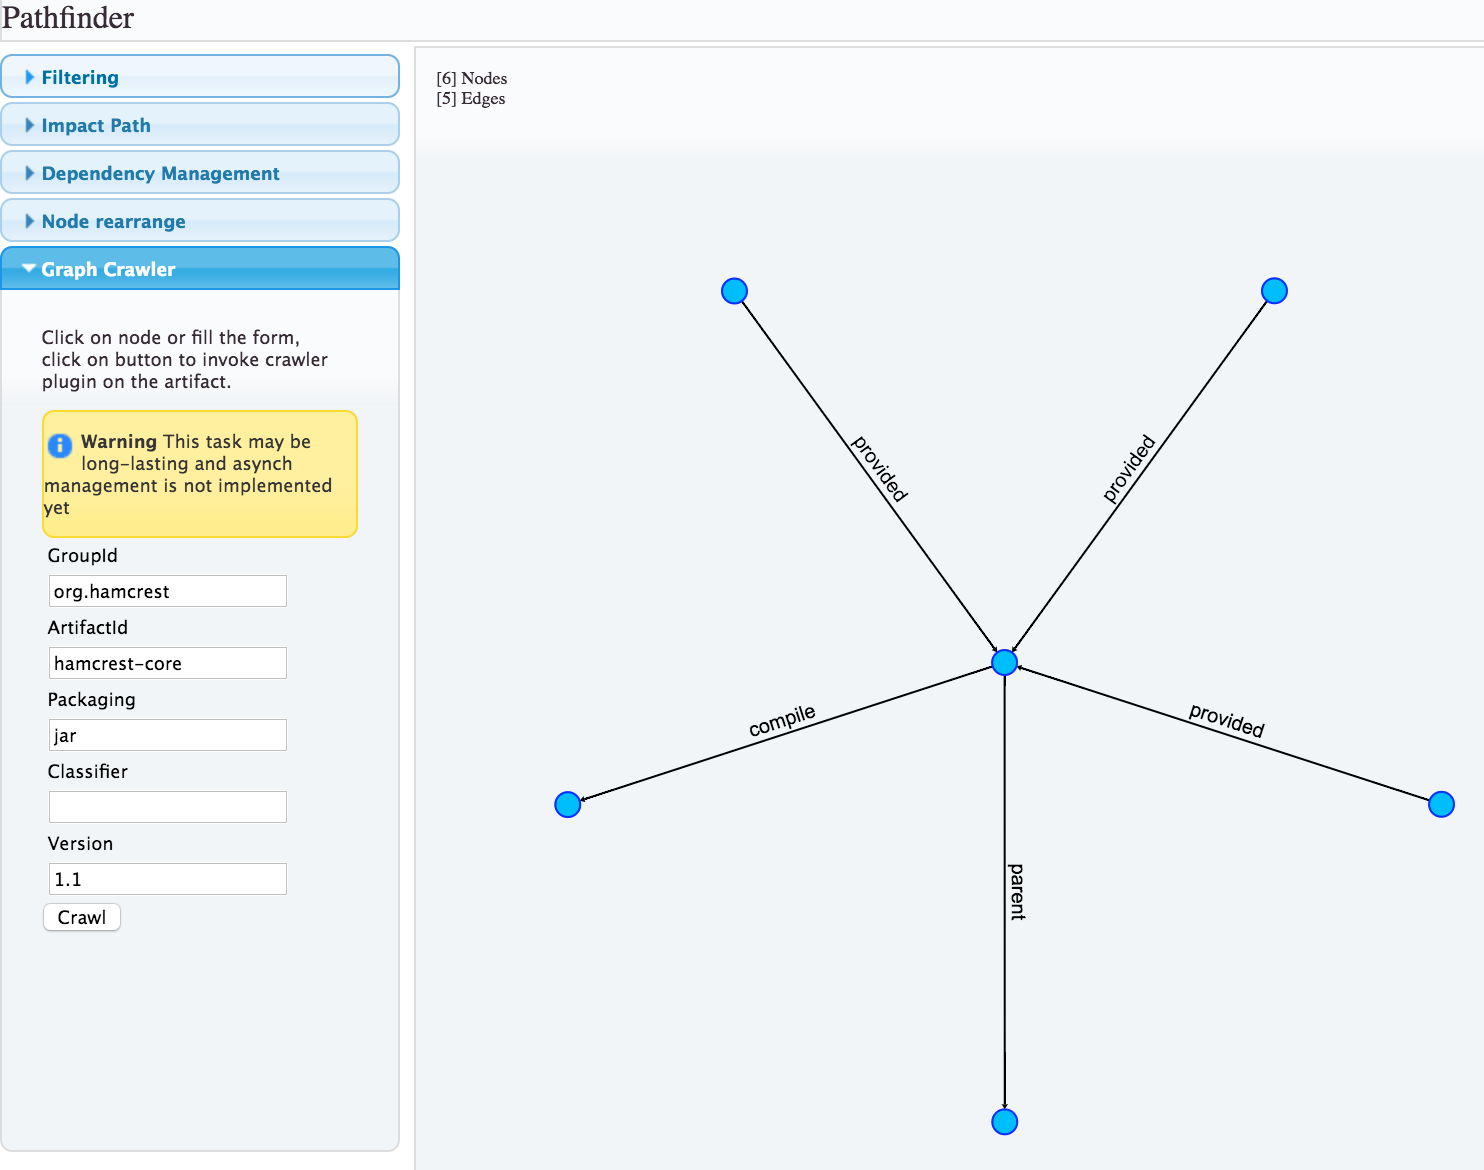 Pathfinder
Filtering
Impact Path
Dependency Management
Node rearrange
Graph Crawler
Click on node or fill the form,
click on button to invoke crawler
plugin on the artifact.
Warning This task may be
long-lasting and asynch
management is not implemented
yet
GroupId
org.hamcrest
ArtifactId
hamcrest-core
Packaging
jar
Classifier
Version
1.1
Crawl
[6] Nodes
[5] Edges
provided
provided
compile
provided
parent